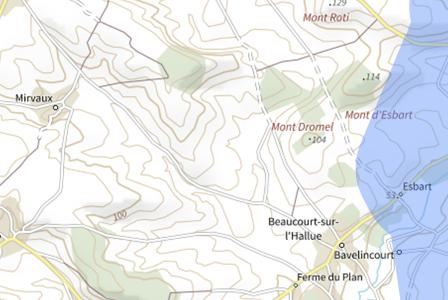 .129
Mont Roti
.114
Mirvaux
Mont d'Esbart
Mont Dromel
.104
Esbart
53.
100
Beaucourt-sur-
l'Hallue
Bavelincourt
Ferme du Plan